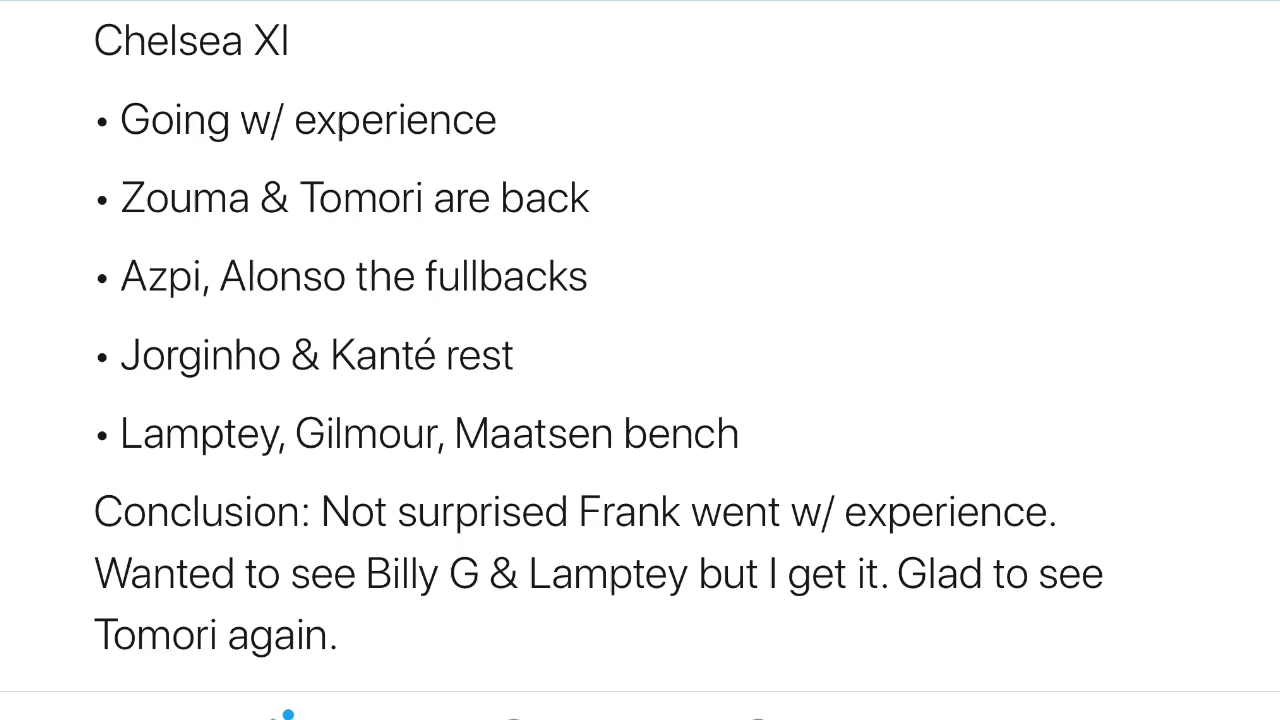 Chelsea XI
• Going w/ experience
• Zouma & Tomori are back
• Azpi, Alonso the fullbacks
• Jorginho & Kanté rest
• Lamptey, Gilmour, Maatsen bench
Conclusion: Not surprised Frank went w/ experience.
Wanted to see Billy G & Lamptey but I get it. Glad to see
Tomori again.